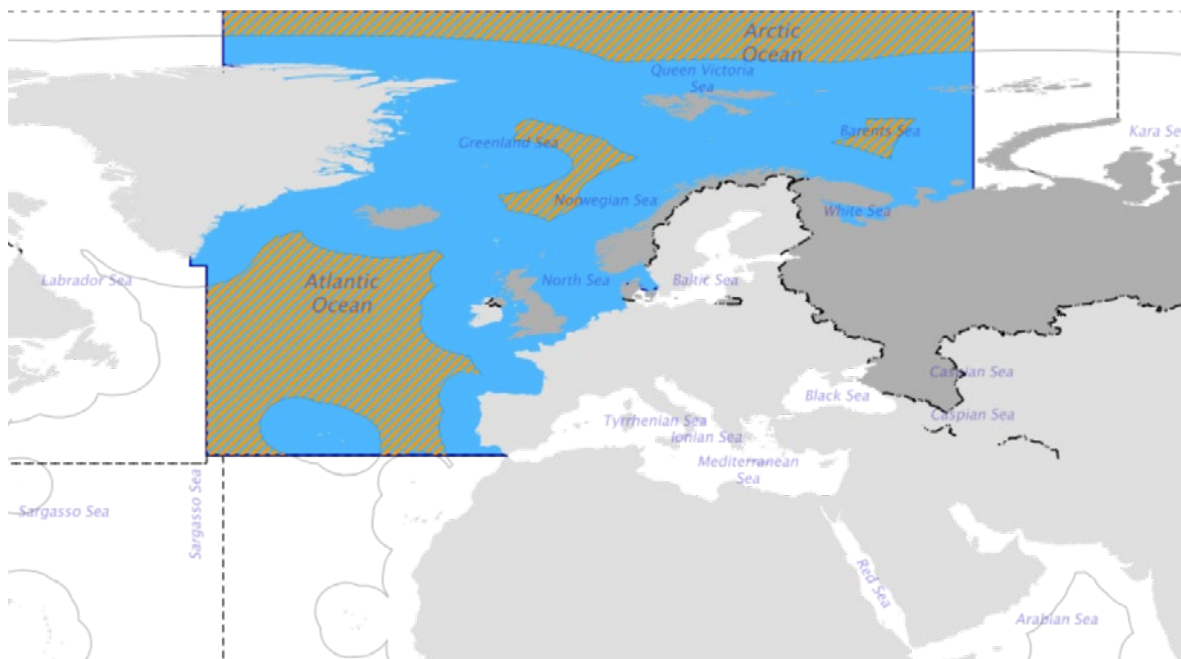 Arctic
Ocean
Queen Victoria
Sea
Barents Sea
Kara Se
Greenland Sea
Norwegian Sea
White Sea
Labrador Sea
Atlantic
Ocean
North Sea
Baltic Sea
Caspian Sea
Black Sea
Caspian Sea
Tyrrhenian Sea
Ionian Sea
Mediterranean
Sea
Sargasso Sea
Sargasso Sea
Red Sea
Arabian Sea